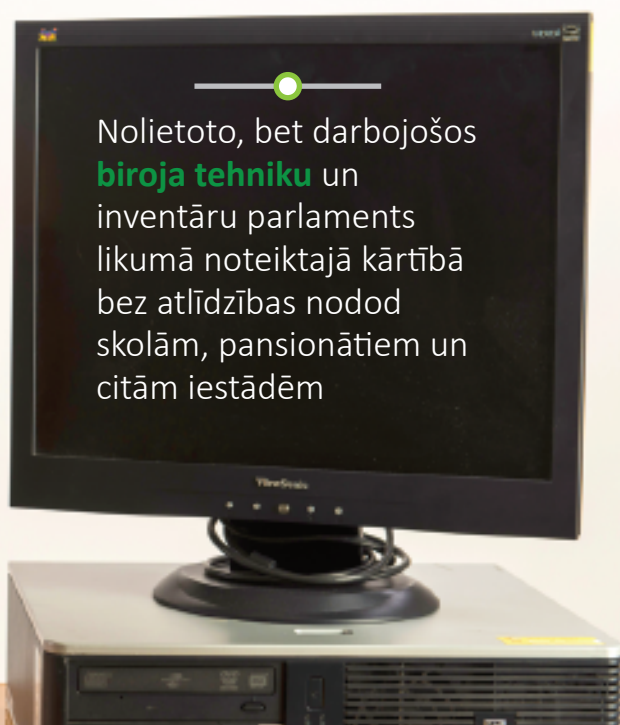 Nolietoto, bet darbojošos
biroja tehniku un
inventāru parlaments
likumā noteiktajā kārtībā
bez atlīdzības nodod
skolām, pansionātiem un
citām iestādēm
ViewSonic